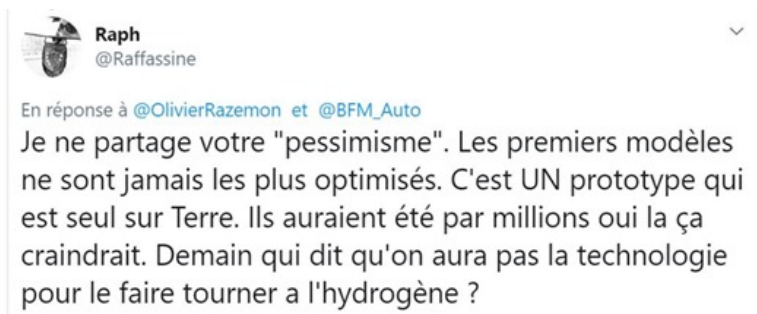 Raph
@Raffassine
En réponse à @OlivierRazemon et @BFM_Auto
Je ne partage votre "pessimisme". Les premiers modèles
ne sont jamais les plus optimisés. C'est UN prototype qui
est seul sur Terre. Ils auraient été par millions oui la ça
craindrait. Demain qui dit qu'on aura pas la technologie
pour le faire tourner a l'hydrogène ?